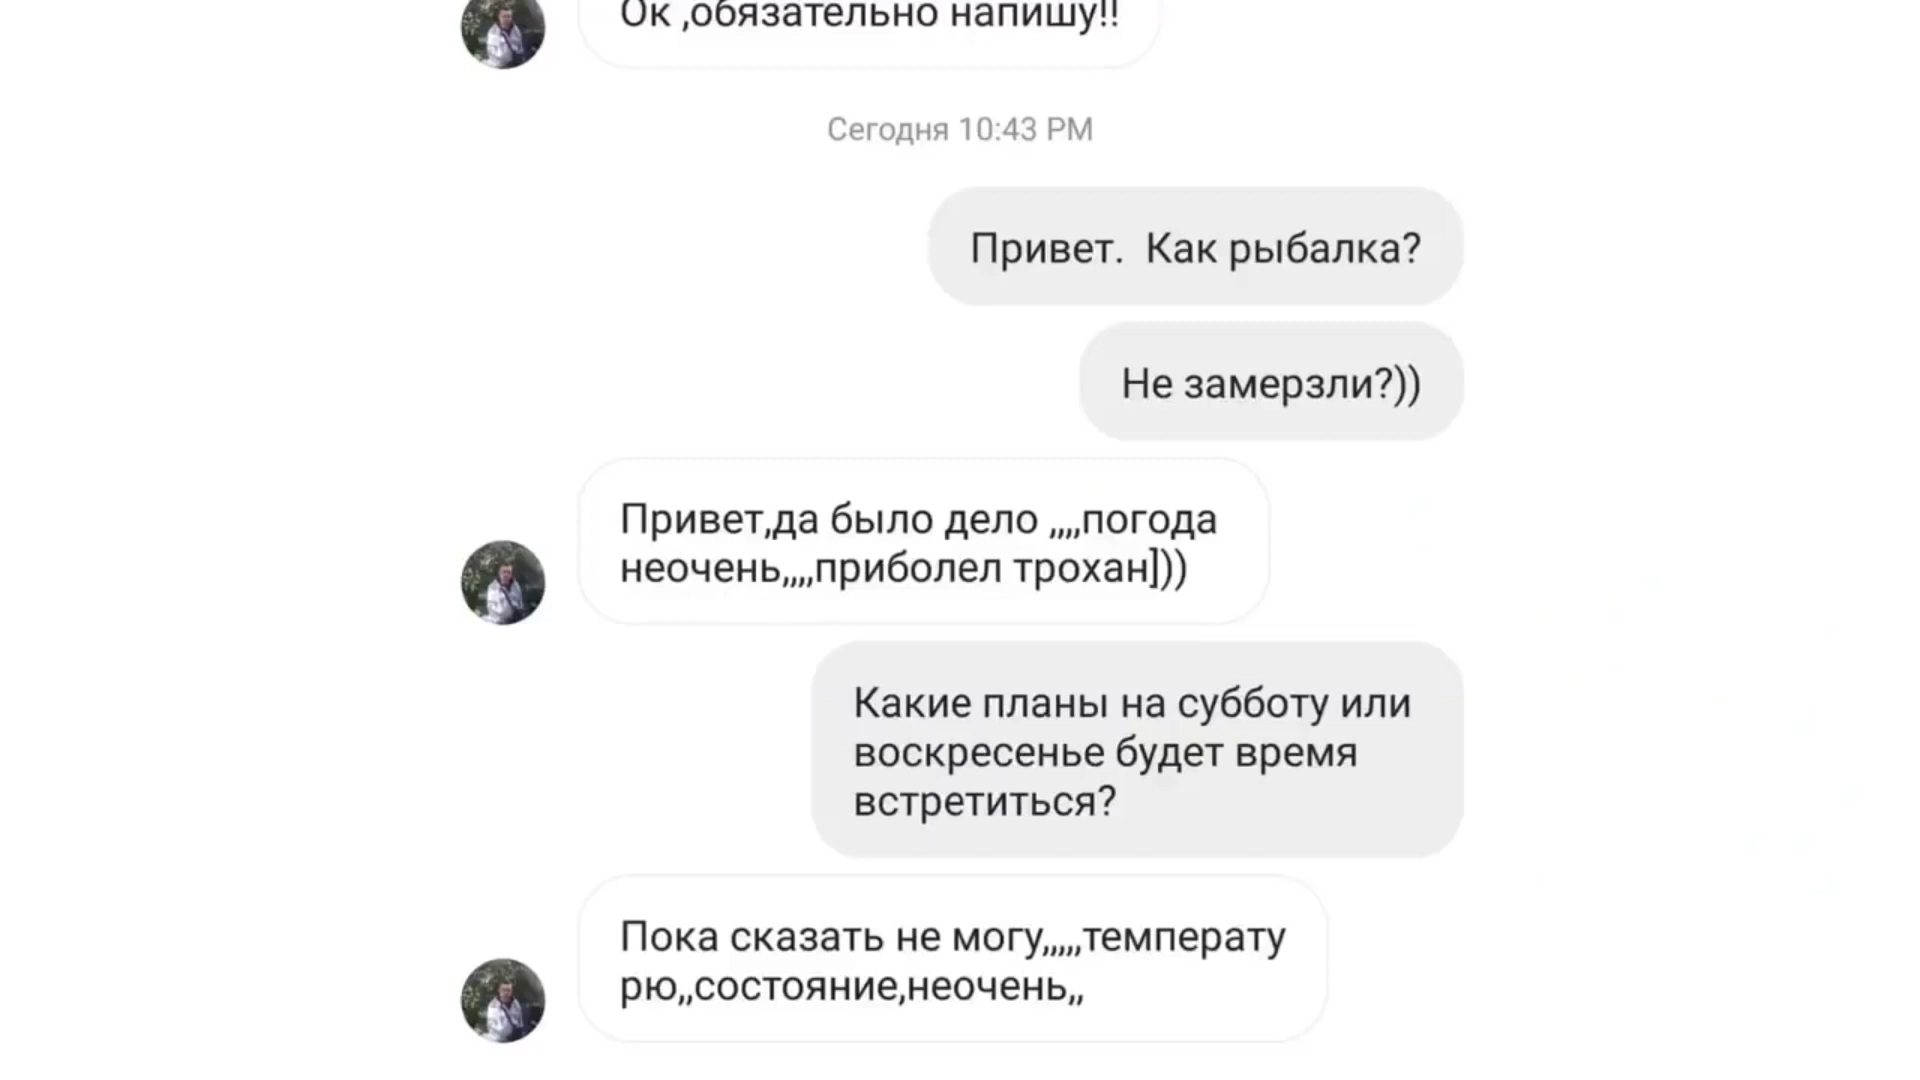 Ок ,обязательно напишу!!
Сегодня 10:43 PM
Привет.  Как рыбалка?
Не замерзли?))
Привет,да было дело ,,,,погода
неочень,,,,приболел трохан]))
Какие планы на субботу или
воскресенье будет время
встретиться?
Пока сказать не могу,,,,,температу
рю,,состояние,неочень,,